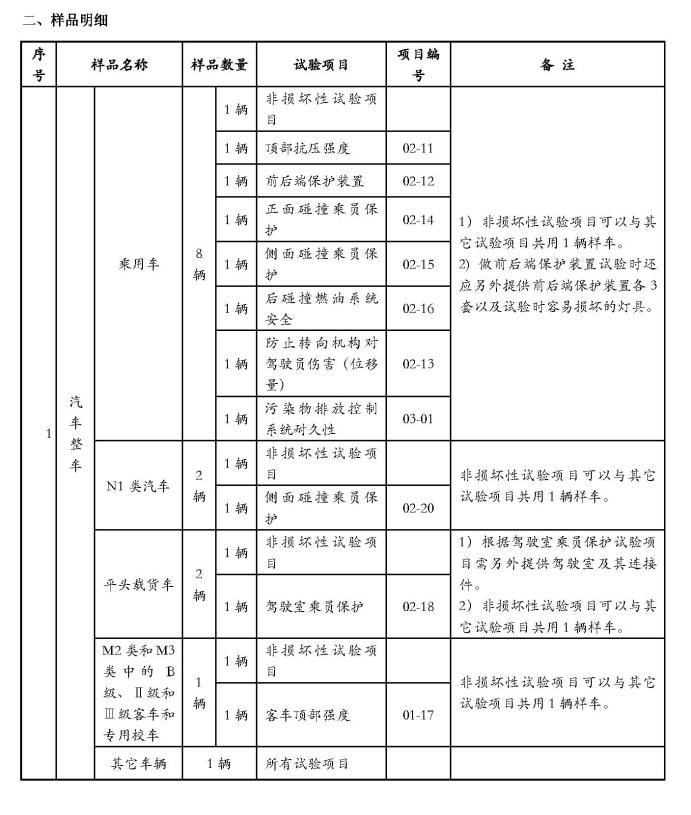 二、样品明细
序号 样品名称 样品数量 试验项目 项目编号 备 注
1 汽车整车
乘用车 8辆
1辆 非损坏性试验项目
1辆 顶部抗压强度 02-11
1辆 前后端保护装置 02-12
1辆 正面碰撞乘员保护 02-14
1辆 侧面碰撞乘员保护 02-15
1辆 后碰撞燃油系统安全 02-16
1辆 防止转向机构对驾驶员伤害（位移量） 02-13
1辆 污染物排放控制系统耐久性 03-01
1）非损坏性试验项目可以与其
它试验项目共用1辆样车。
2）做前后端保护装置试验时还
应另外提供前后端保护装置各3
套以及试验时容易损坏的灯具。
N1类汽车 2辆
1辆 非损坏性试验项目
1辆 侧面碰撞乘员保护 02-20
非损坏性试验项目可以与其它
试验项目共用1辆样车。
平头载货车 2辆
1辆 非损坏性试验项目
1辆 驾驶室乘员保护 02-18
1）根据驾驶室乘员保护试验项
目需另外提供驾驶室及其连接
件。
2）非损坏性试验项目可以与其
它试验项目共用1辆样车。
M2类和M3
类中的B
级、Ⅱ级和
Ⅲ级客车和
专用校车
1辆
1辆 非损坏性试验项目
1辆 客车顶部强度 01-17
非损坏性试验项目可以与其它
试验项目共用1辆样车。
其它车辆 1辆 所有试验项目